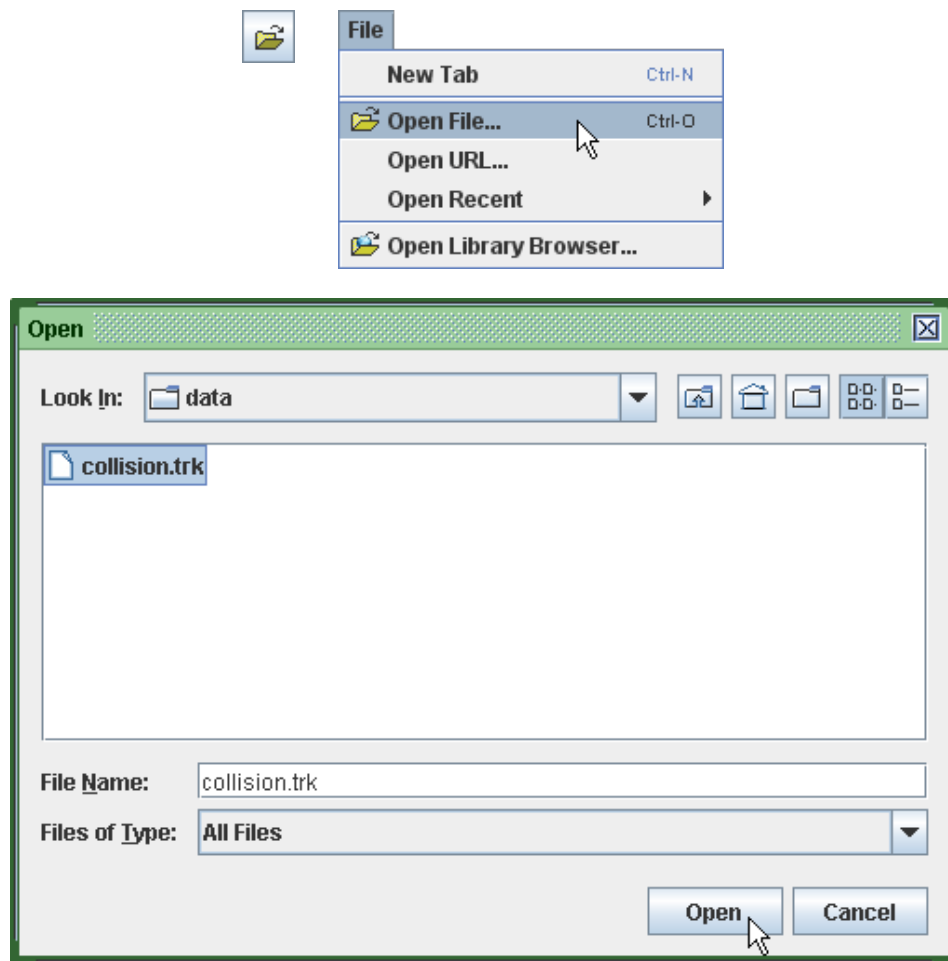 File
New Tab Ctrl-N
Open File... Ctrl-O
Open URL...
Open Recent
Open Library Browser...
Open
Look In: data
collision.trk
File Name: collision.trk
Files of Type: All Files
Open Cancel